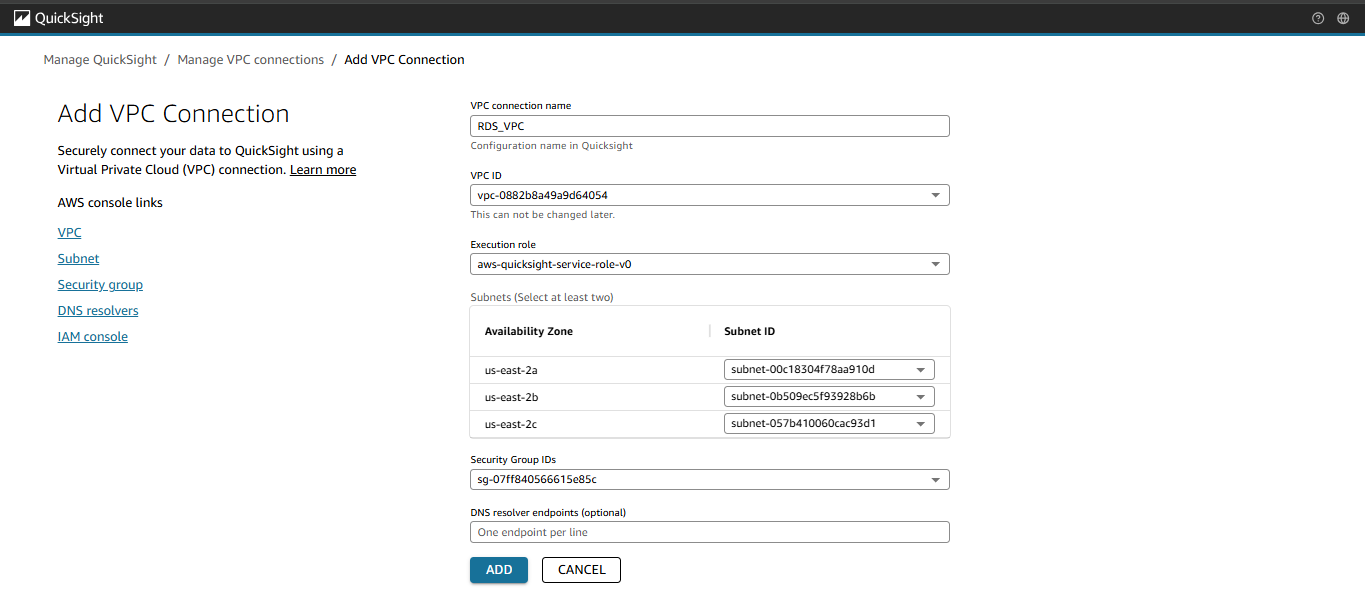 QuickSight
Manage QuickSight / Manage VPC connections / Add VPC Connection
Add VPC Connection
Securely connect your data to QuickSight using a
Virtual Private Cloud (VPC) connection. Learn more
AWS console links
VPC
Subnet
Security group
DNS resolvers
IAM console
VPC connection name
RDS_VPC
Configuration name in Quicksight
VPC ID
vpc-0882b8a49a9d64054
This can not be changed later.
Execution role
aws-quicksight-service-role-v0
Subnets (Select at least two)
Availability Zone Subnet ID
us-east-2a subnet-00c18304f78aa910d
us-east-2b subnet-0b509ec5f93928b6b
us-east-2c subnet-057b410060cac93d1
Security Group IDs
sg-07ff840566615e85c
DNS resolver endpoints (optional)
One endpoint per line
ADD CANCEL